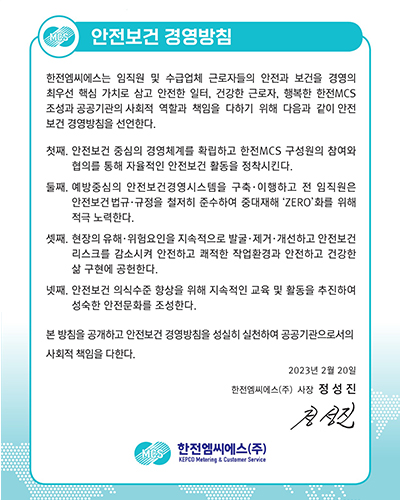 MCS 안전보건 경영방침
한전엠씨에스는 임직원 및 수급업체 근로자들의 안전과 보건을 경영의
최우선 핵심 가치로 삼고 안전한 일터, 건강한 근로자, 행복한 한전MCS
조성과 공공기관의 사회적 역할과 책임을 다하기 위해 다음과 같이 안전
보건 경영방침을 선언한다.
첫째. 안전보건 중심의 경영체계를 확립하고 한전MCS 구성원의 참여와
협의를 통해 자율적인 안전보건 활동을 정착시킨다.
둘째. 예방중심의 안전보건경영시스템을 구축·이행하고 전 임직원은
안전보건법규·규정을 철저히 준수하여 중대재해 'ZERO'화를 위해
적극 노력한다.
셋째. 현장의 유해·위험요인을 지속적으로 발굴·제거·개선하고 안전보건
리스크를 감소시켜 안전하고 쾌적한 작업환경과 안전하고 건강한
삶 구현에 공헌한다.
넷째. 안전보건 의식수준 향상을 위해 지속적인 교육 및 활동을 추진하여
성숙한 안전문화를 조성한다.
본 방침을 공개하고 안전보건 경영방침을 성실히 실천하여 공공기관으로서의
사회적 책임을 다한다.
2023년 2월 20일
한전엠씨에스(주) 사장 정성진
정성진
MCS 한전엠씨에스(주)
KEPCO Metering & Customer Service